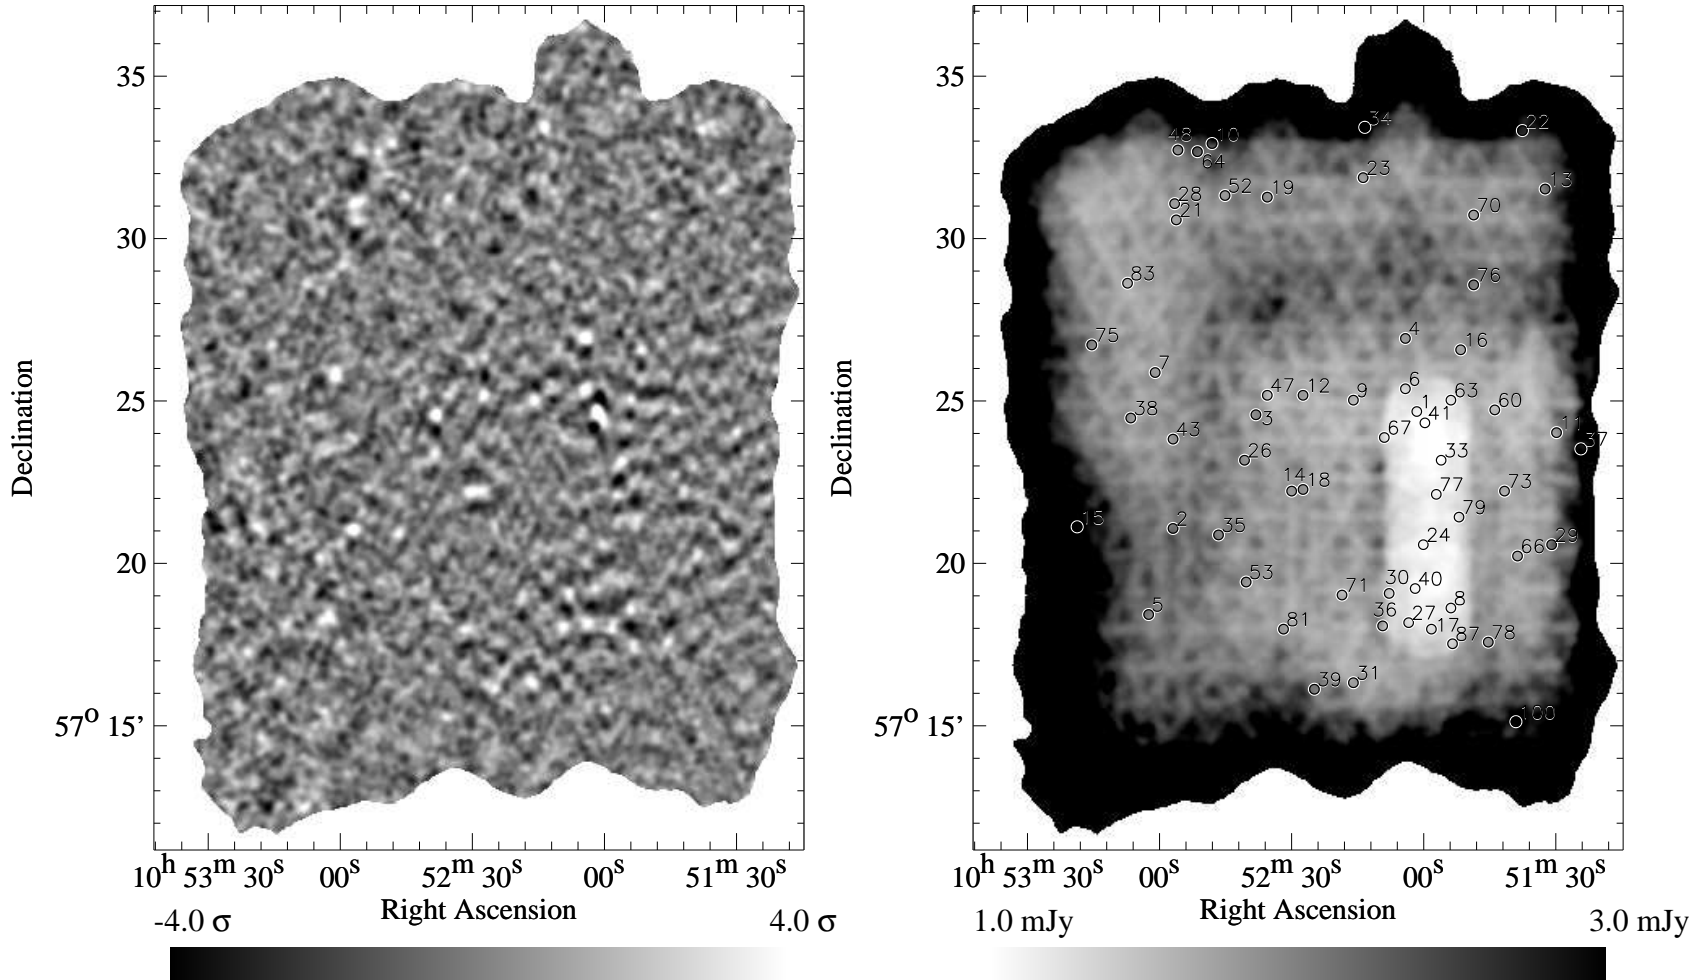 35
30
25
20
57° 15'
Declination
10ʰ 53ᵐ 30ˢ 00ˢ 52ᵐ 30ˢ 00ˢ 51ᵐ 30ˢ
Right Ascension
-4.0 σ 4.0 σ
35
30
25
20
57° 15'
Declination
34
22
48 10
64
23
28 52 19 13
21 70
83 76
75 4 16
7
47 12 9 6 63
38 3 1 41 60
43 67 11 37
26 33
14 18 77 73
15 2 35 79
24 66 29
53 71 30 40
5 36 8
81 27 17 87 78
39 31
100
10ʰ 53ᵐ 30ˢ 00ˢ 52ᵐ 30ˢ 00ˢ 51ᵐ 30ˢ
Right Ascension
1.0 mJy 3.0 mJy